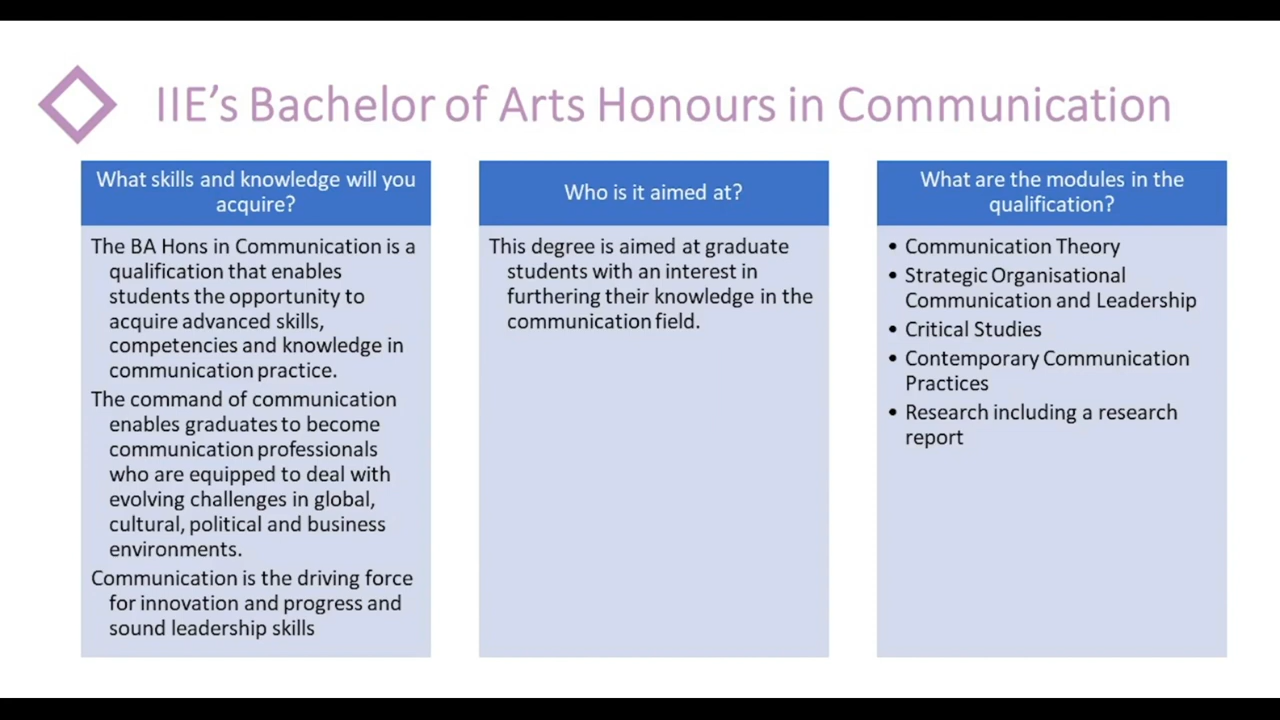 IIE's Bachelor of Arts Honours in Communication
What skills and knowledge will you
acquire?
The BA Hons in Communication is a
qualification that enables
students the opportunity to
acquire advanced skills,
competencies and knowledge in
communication practice.
The command of communication
enables graduates to become
communication professionals
who are equipped to deal with
evolving challenges in global,
cultural, political and business
environments.
Communication is the driving force
for innovation and progress and
sound leadership skills
Who is it aimed at?
This degree is aimed at graduate
students with an interest in
furthering their knowledge in the
communication field.
What are the modules in the
qualification?
• Communication Theory
• Strategic Organisational
Communication and Leadership
• Critical Studies
• Contemporary Communication
Practices
• Research including a research
report